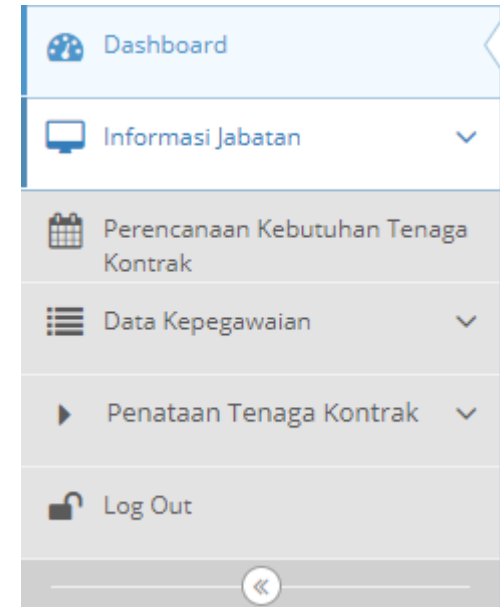 Dashboard
Informasi Jabatan
Perencanaan Kebutuhan Tenaga
Kontrak
Data Kepegawaian
Penataan Tenaga Kontrak
Log Out